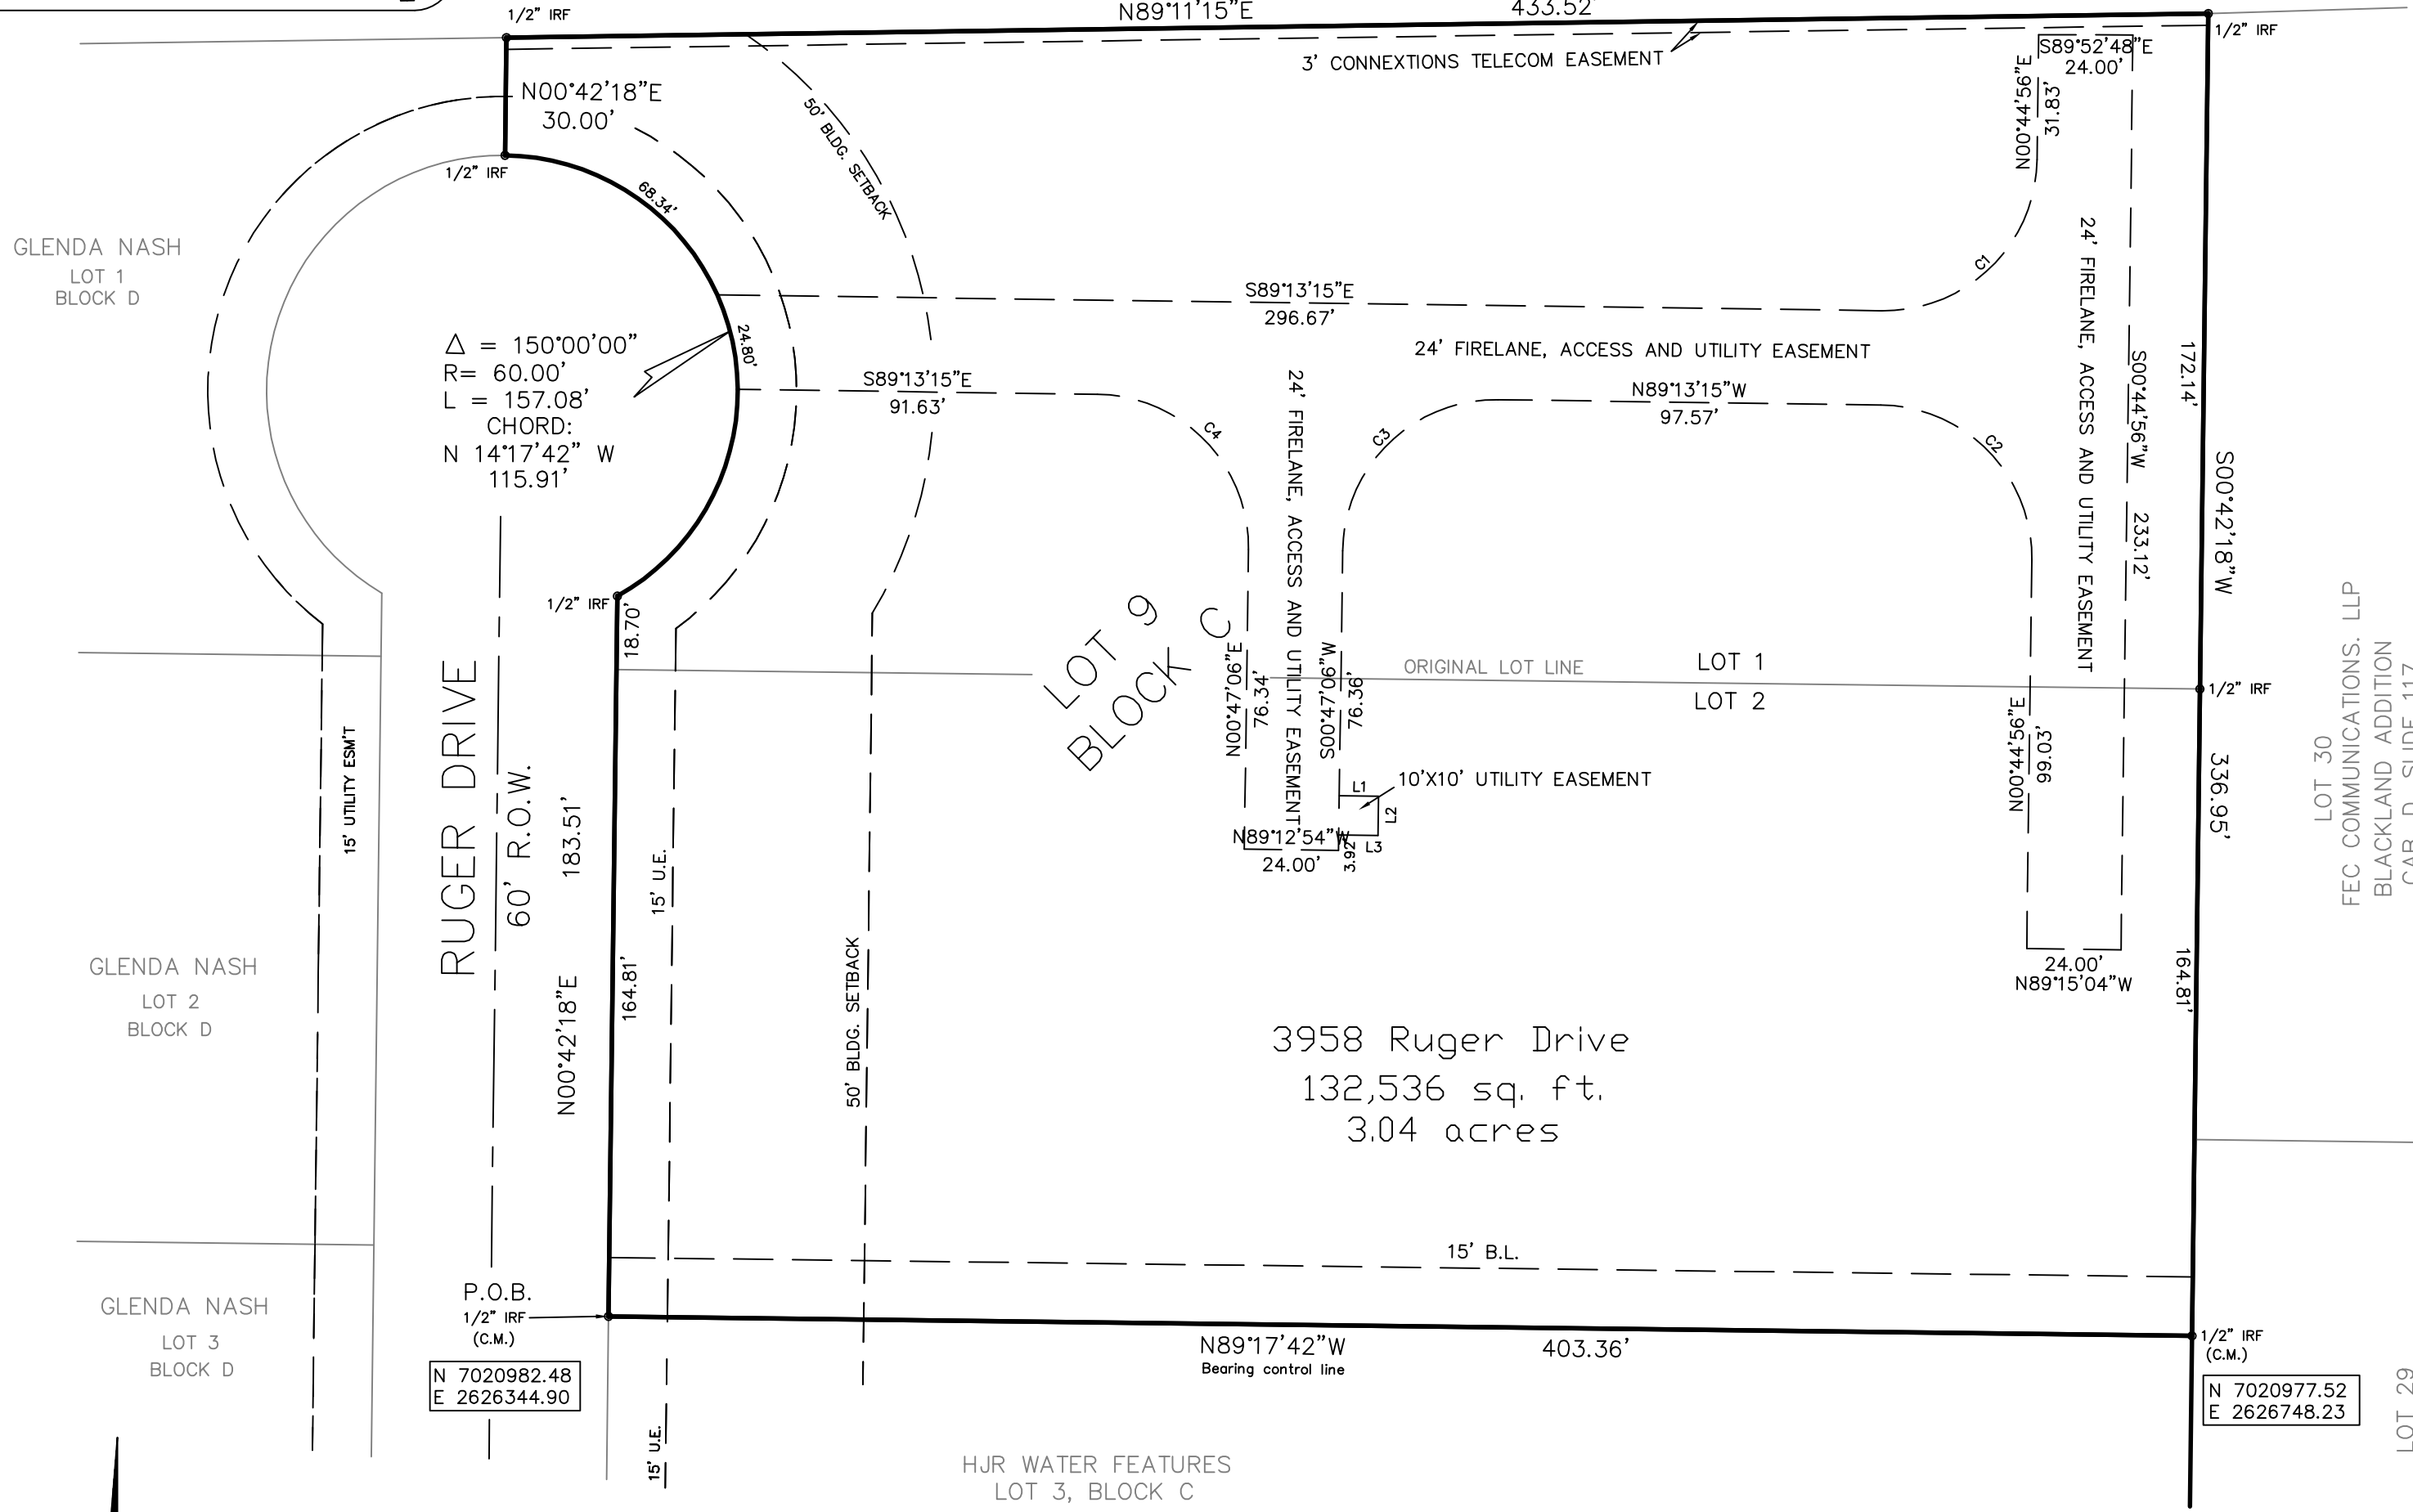 1/2" IRF
N89°11'15"E
433.52'
1/2" IRF
3' CONNEXTIONS TELECOM EASEMENT
S89°52'48"E
24.00'
N00°44'56"E
31.83'
N00°42'18"E
30.00'
50' BLDG. SETBACK
1/2" IRF
68.34'
GLENDA NASH
LOT 1
BLOCK D
24.80'
Δ = 150°00'00"
R= 60.00'
L = 157.08'
CHORD:
N 14°17'42" W
115.91'
S89°13'15"E
296.67'
C1
24' FIRELANE, ACCESS AND UTILITY EASEMENT
24' FIRELANE, ACCESS AND UTILITY EASEMENT
S00°44'56"W
233.12'
172.14'
S89°13'15"E
91.63'
C4
24' FIRELANE, ACCESS AND UTILITY EASEMENT
C3
N89°13'15"W
97.57'
C2
S00°42'18"W
336.95'
1/2" IRF
18.70'
LOT 9
BLOCK C
N00°47'06"E
76.34'
S00°47'06"W
76.36'
ORIGINAL LOT LINE
LOT 1
LOT 2
1/2" IRF
N00°44'56"E
99.03'
LOT 30
FEC COMMUNICATIONS. LLP
BLACKLAND ADDITION
CAB. D, SLIDE 117
RUGER DRIVE
60' R.O.W.
15' UTILITY ESM'T
183.51'
15' U.E.
L1
10'X10' UTILITY EASEMENT
L2
L3
N89°12'54"W
24.00'
3.92'
GLENDA NASH
LOT 2
BLOCK D
N00°42'18"E
164.81'
50' BLDG. SETBACK
24.00'
N89°15'04"W
164.81'
3958 Ruger Drive
132,536 sq. ft.
3.04 acres
15' B.L.
GLENDA NASH
LOT 3
BLOCK D
P.O.B.
1/2" IRF
(C.M.)
N 7020982.48
E 2626344.90
N89°17'42"W
403.36'
Bearing control line
1/2" IRF
(C.M.)
N 7020977.52
E 2626748.23
LOT 29
15' U.E.
HJR WATER FEATURES
LOT 3, BLOCK C